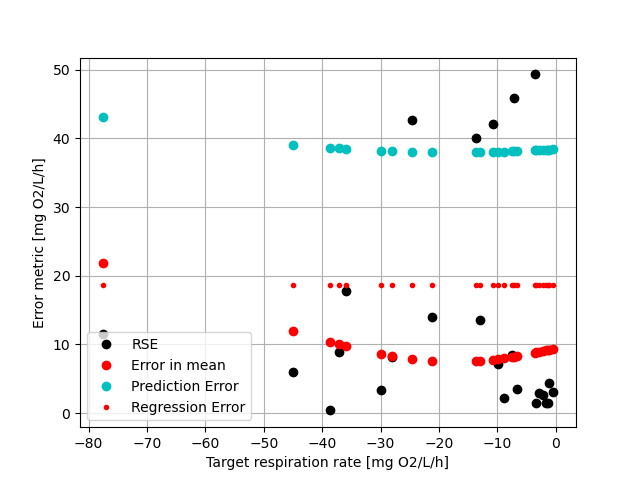 50
40
30
20
10
0
Error metric [mg O2/L/h]
RSE
Error in mean
Prediction Error
Regression Error
−80 −70 −60 −50 −40 −30 −20 −10 0
Target respiration rate [mg O2/L/h]